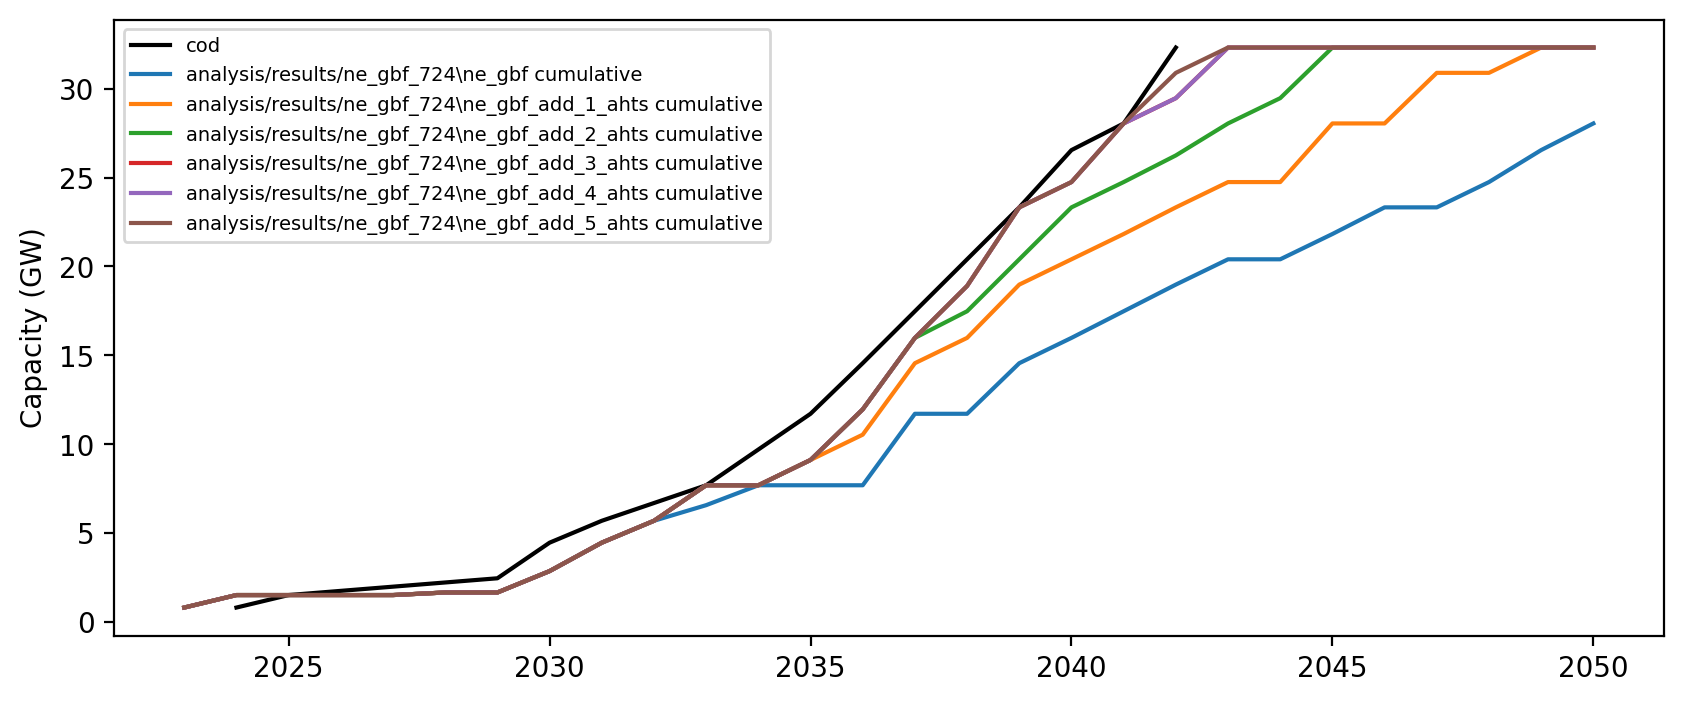 cod
analysis/results/ne_gbf_724\ne_gbf cumulative
analysis/results/ne_gbf_724\ne_gbf_add_1_ahts cumulative
analysis/results/ne_gbf_724\ne_gbf_add_2_ahts cumulative
analysis/results/ne_gbf_724\ne_gbf_add_3_ahts cumulative
analysis/results/ne_gbf_724\ne_gbf_add_4_ahts cumulative
analysis/results/ne_gbf_724\ne_gbf_add_5_ahts cumulative
Capacity (GW)
30
25
20
15
10
5
0
2025 2030 2035 2040 2045 2050